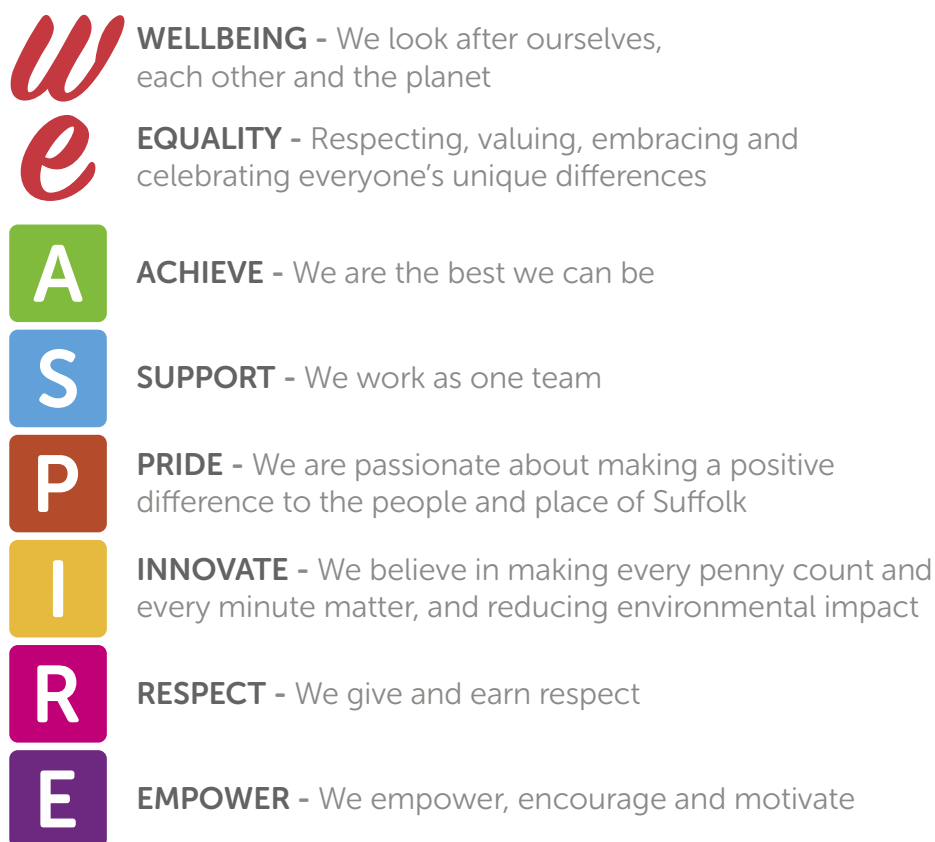 we
WELLBEING - We look after ourselves,
each other and the planet
EQUALITY - Respecting, valuing, embracing and
celebrating everyone’s unique differences
A
ACHIEVE - We are the best we can be
S
SUPPORT - We work as one team
P
PRIDE - We are passionate about making a positive
difference to the people and place of Suffolk
I
INNOVATE - We believe in making every penny count and
every minute matter, and reducing environmental impact
R
RESPECT - We give and earn respect
E
EMPOWER - We empower, encourage and motivate